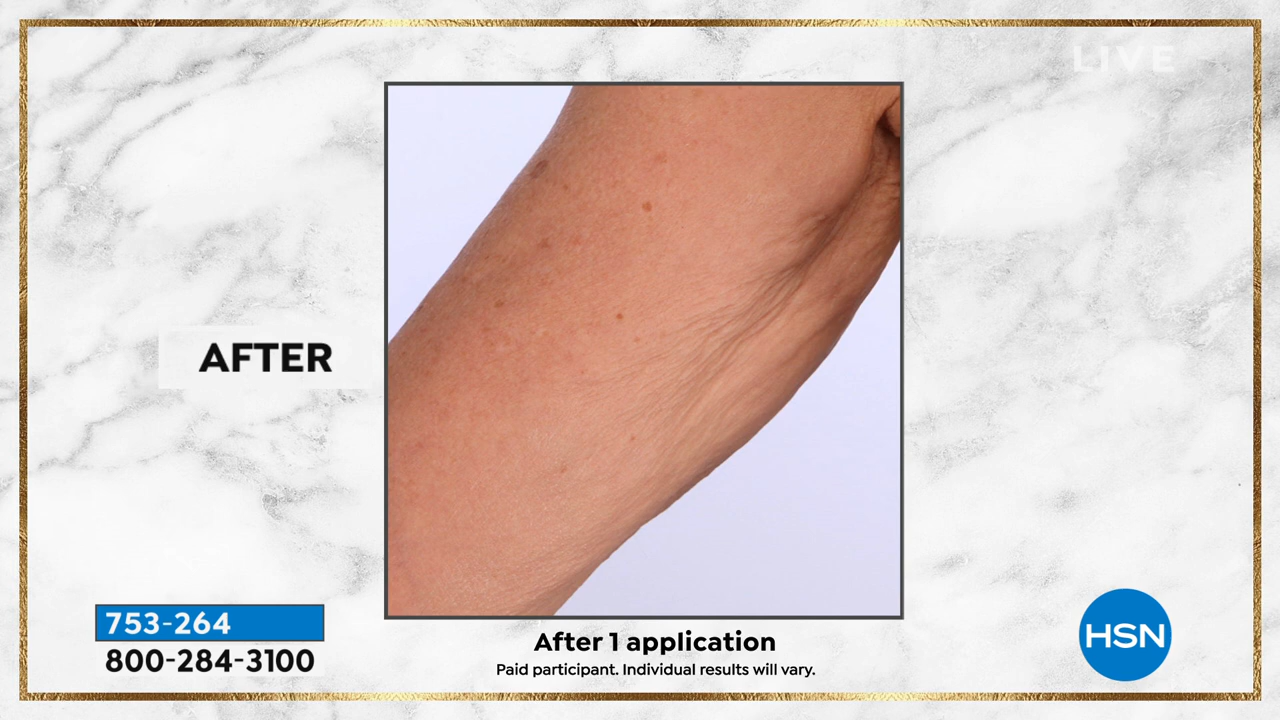 LIVE
AFTER
753-264
800-284-3100
After 1 application
Paid participant. Individual results will vary.
HSN